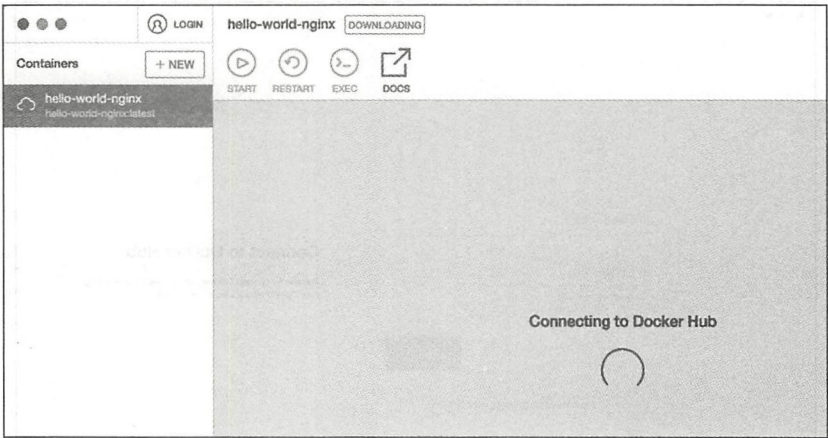 LOGIN
hello-world-nginx DOWNLOADING
Containers
+ NEW
START RESTART EXEC DOCS
hello-world-nginx
hello-world-nginx:latest
Connecting to Docker Hub